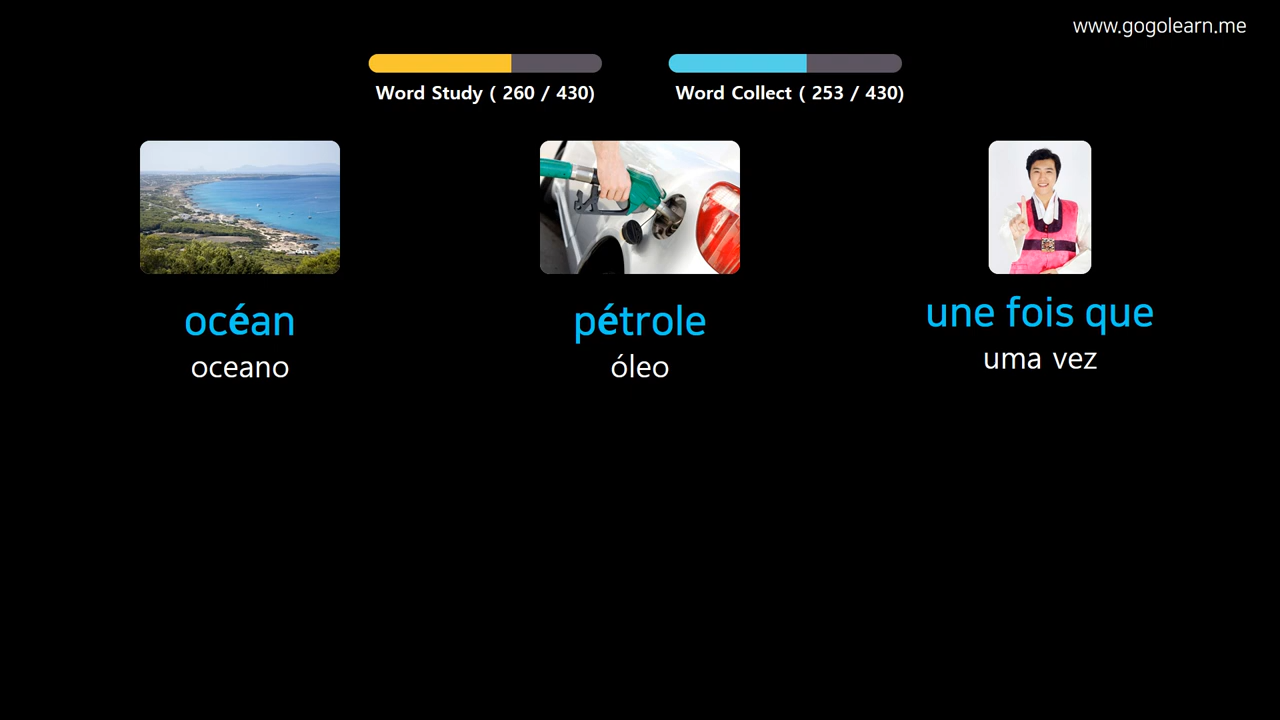 www.gogolearn.me
Word Study ( 260 / 430)
Word Collect ( 253 / 430)
océan
oceano
pétrole
óleo
une fois que
uma vez